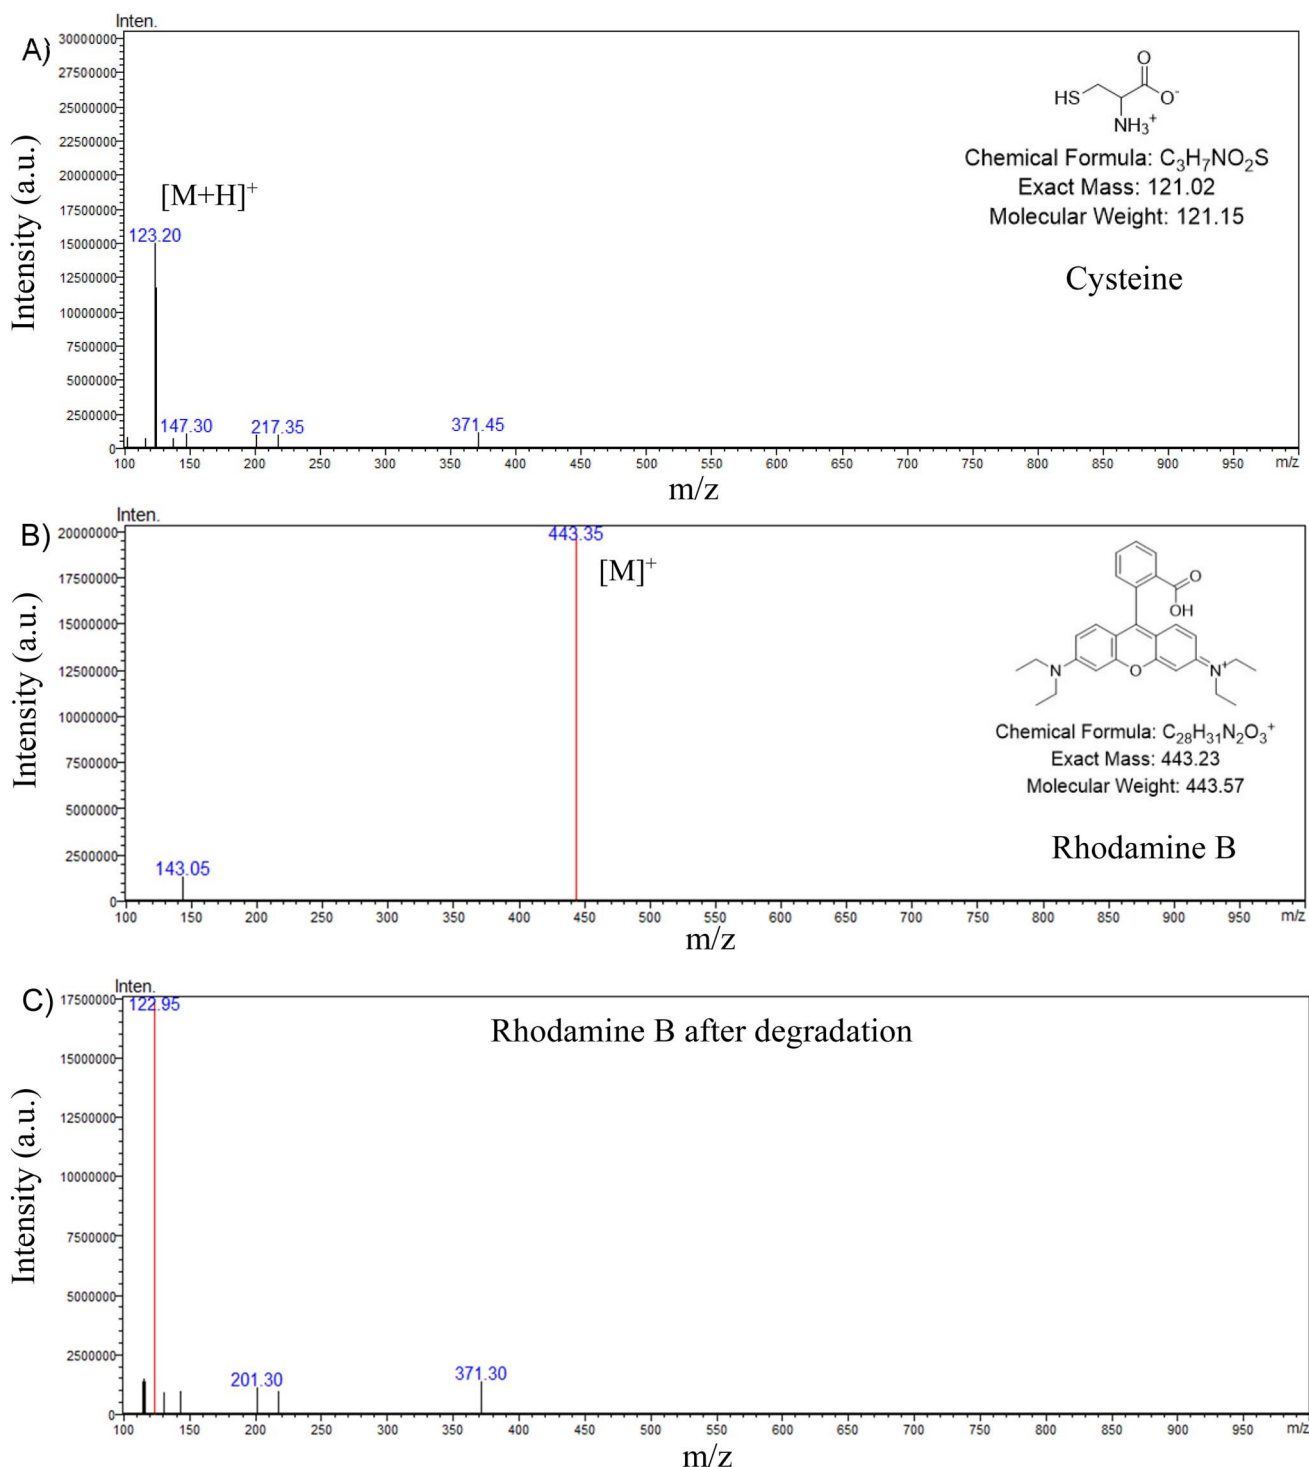 A)
Inten.
30000000
27500000
25000000
22500000
20000000
17500000
15000000
12500000
10000000
7500000
5000000
2500000
0
Intensity (a.u.)
[M+H]+
123.20
147.30
217.35
371.45
O
HS
O-
NH3+
Chemical Formula: C3H7NO2S
Exact Mass: 121.02
Molecular Weight: 121.15
Cysteine
100 150 200 250 300 350 400 450 500 550 600 650 700 750 800 850 900 950 m/z
m/z
B)
Inten.
20000000
17500000
15000000
12500000
10000000
7500000
5000000
2500000
0
Intensity (a.u.)
443.35
[M]+
143.05
O
OH
N O N+
Chemical Formula: C28H31N2O3+
Exact Mass: 443.23
Molecular Weight: 443.57
Rhodamine B
100 150 200 250 300 350 400 450 500 550 600 650 700 750 800 850 900 950 m/z
m/z
C)
Inten.
17500000
15000000
12500000
10000000
7500000
5000000
2500000
0
Intensity (a.u.)
122.95
Rhodamine B after degradation
201.30
371.30
100 150 200 250 300 350 400 450 500 550 600 650 700 750 800 850 900 950 m/z
m/z